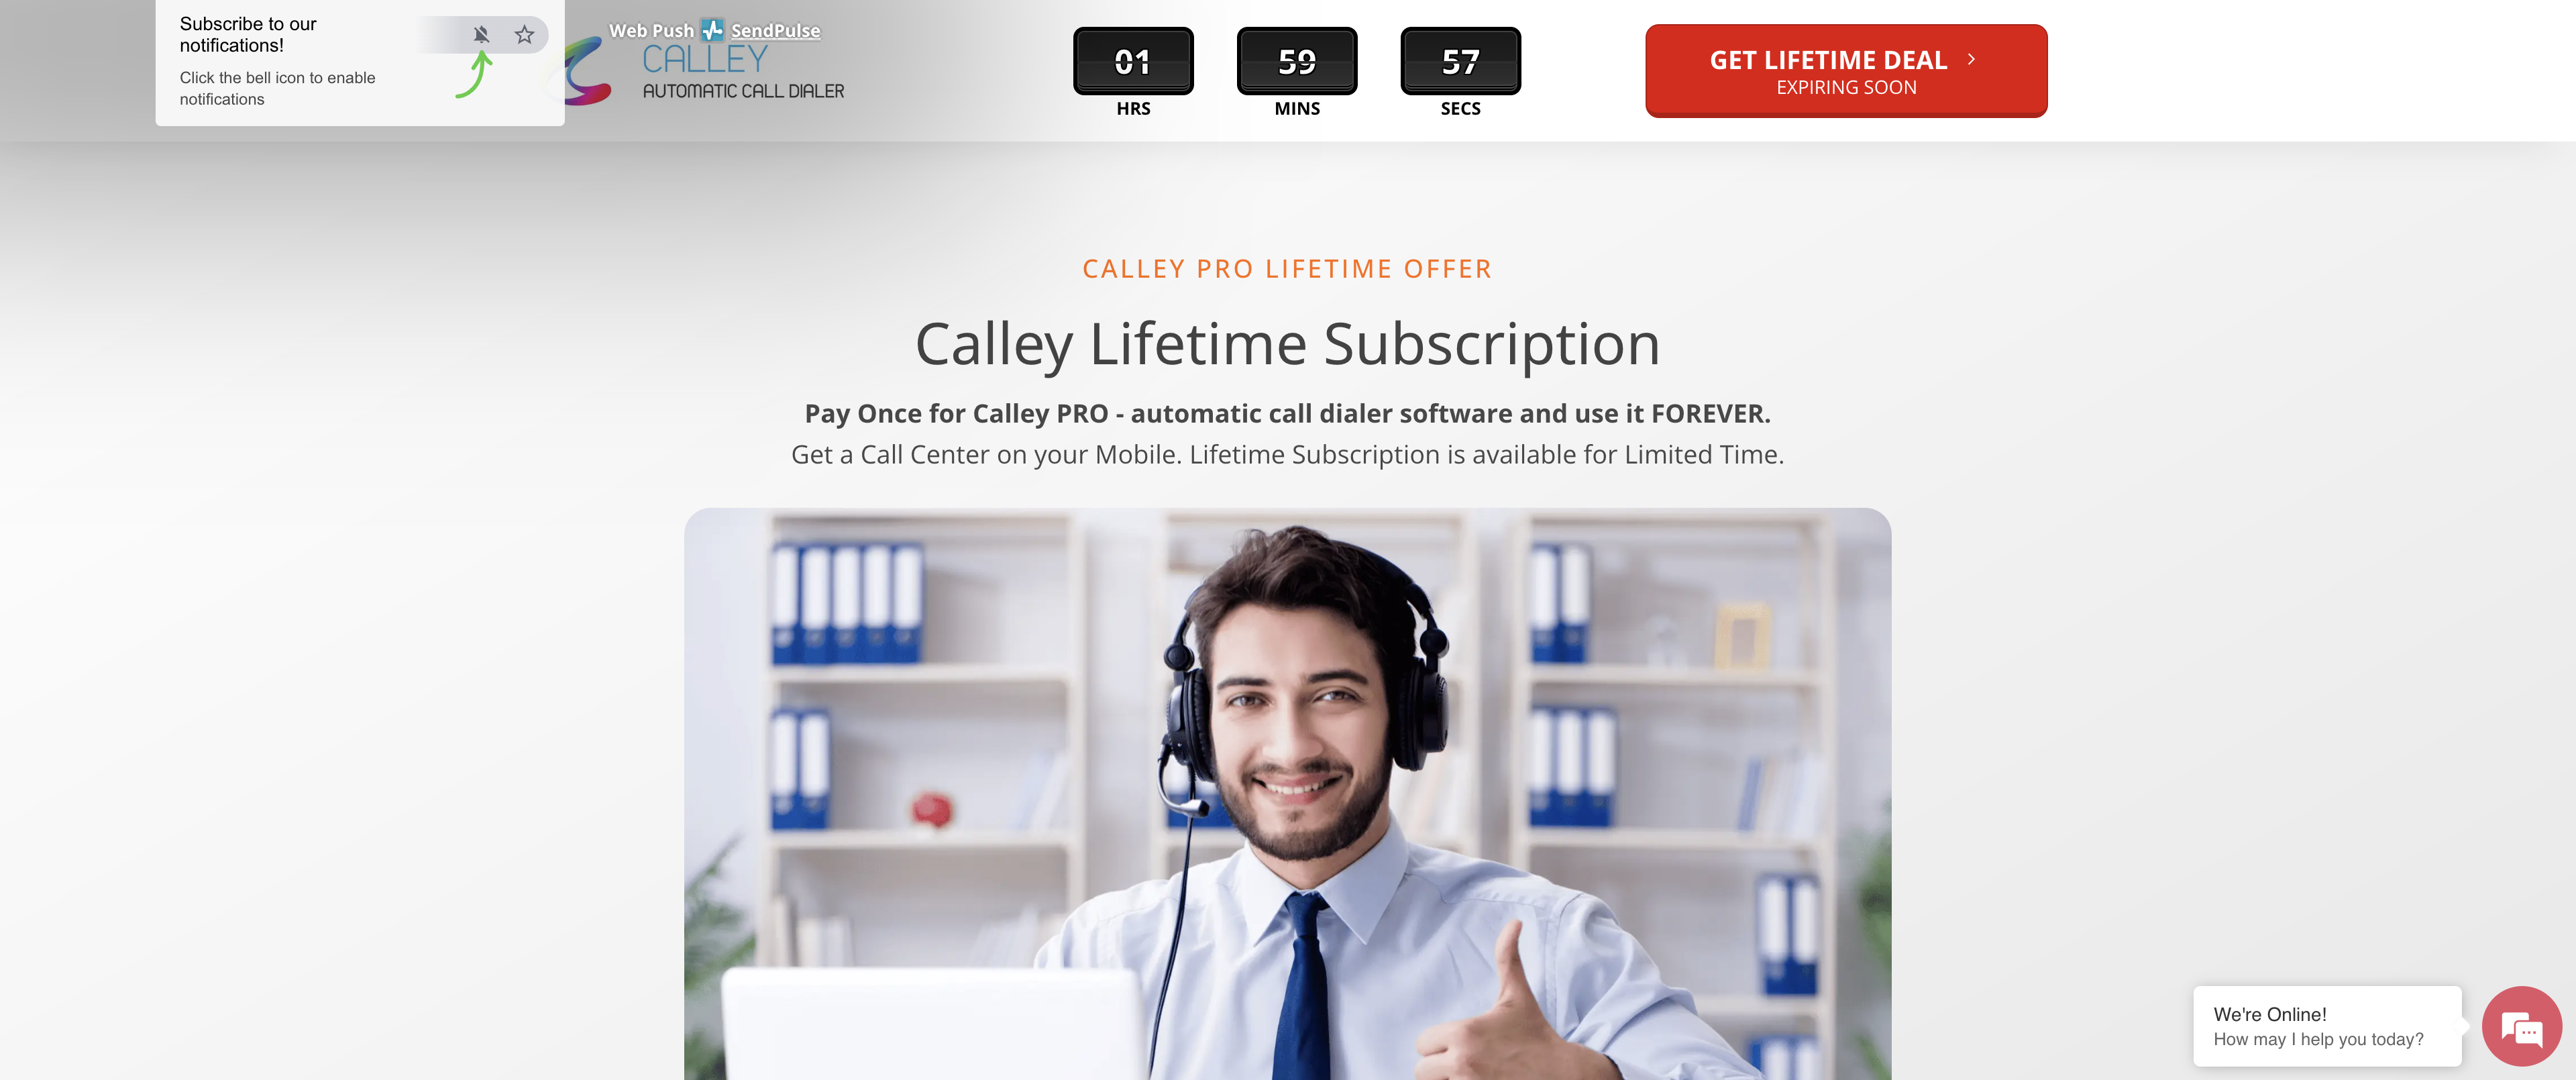 Subscribe to our
notifications!
Click the bell icon to enable
notifications
Web Push SendPulse
CALLEY
AUTOMATIC CALL DIALER
01 59 57
HRS MINS SECS
GET LIFETIME DEAL
EXPIRING SOON
CALLEY PRO LIFETIME OFFER
Calley Lifetime Subscription
Pay Once for Calley PRO - automatic call dialer software and use it FOREVER.
Get a Call Center on your Mobile. Lifetime Subscription is available for Limited Time.
We're Online!
How may I help you today?